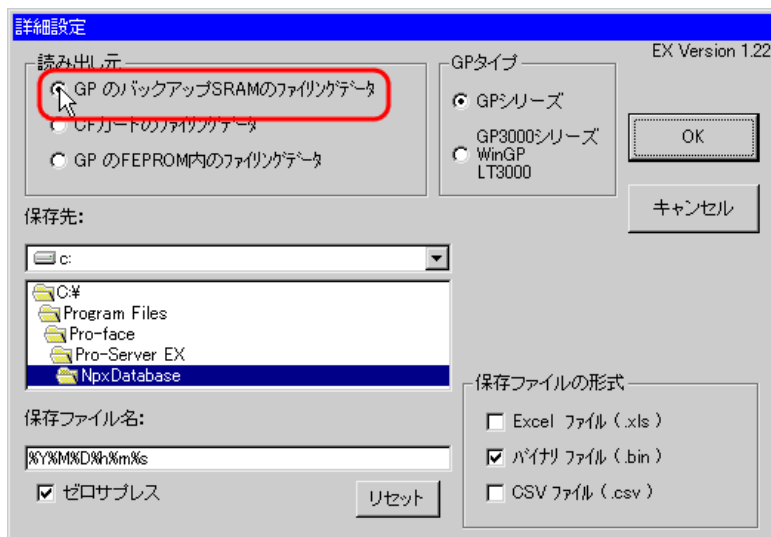 詳細設定
EX Version 1.22
読み出し元
GP のバックアップSRAMのﾌｧｲﾘﾝｸﾞﾃﾞｰﾀ
CFカードのﾌｧｲﾘﾝｸﾞﾃﾞｰﾀ
GP のFEPROM内のﾌｧｲﾘﾝｸﾞﾃﾞｰﾀ
GPタイプ
GPシリーズ
GP3000シリーズ
WinGP
LT3000
OK
キャンセル
保存先:
c:
C:¥
Program Files
Pro-face
Pro-Server EX
NpxDatabase
保存ファイル名:
%Y%M%D%h%m%s
ゼロサプレス
リセット
保存ファイルの形式
Excel ﾌｧｲﾙ ( .xls )
ﾊﾞｲﾅﾘ ﾌｧｲﾙ ( .bin )
CSV ﾌｧｲﾙ ( .csv )